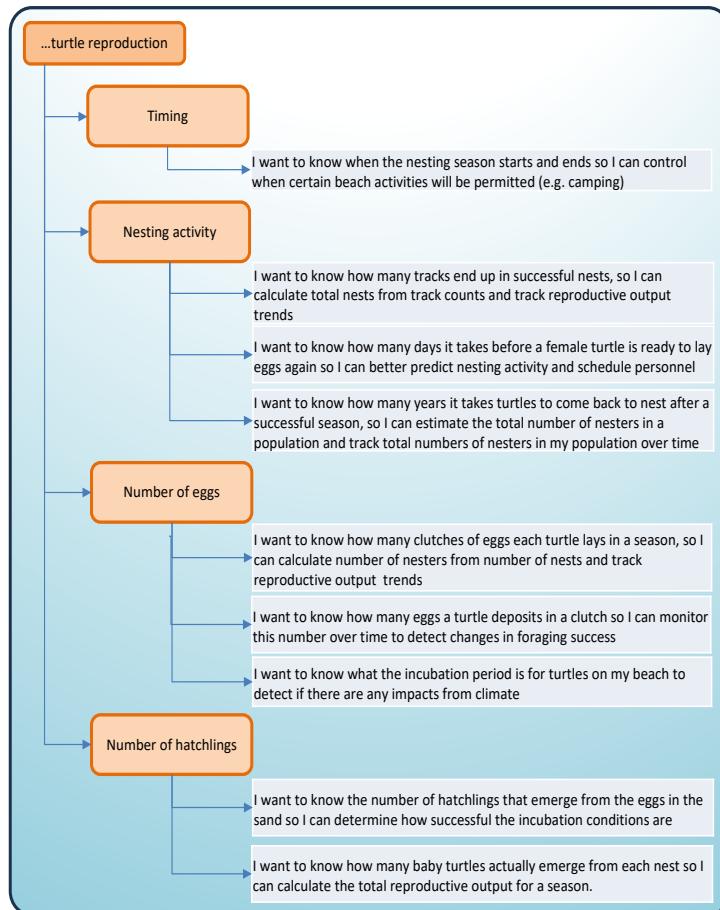 ...turtle reproduction
Timing
I want to know when the nesting season starts and ends so I can control
when certain beach activities will be permitted (e.g. camping)
Nesting activity
I want to know how many tracks end up in successful nests, so I can
calculate total nests from track counts and track reproductive output
trends
I want to know how many days it takes before a female turtle is ready to lay
eggs again so I can better predict nesting activity and schedule personnel
I want to know how many years it takes turtles to come back to nest after a
successful season, so I can estimate the total number of nesters in a
population and track total numbers of nesters in my population over time
Number of eggs
I want to know how many clutches of eggs each turtle lays in a season, so I
can calculate number of nesters from number of nests and track
reproductive output trends
I want to know how many eggs a turtle deposits in a clutch so I can monitor
this number over time to detect changes in foraging success
I want to know what the incubation period is for turtles on my beach to
detect if there are any impacts from climate
Number of hatchlings
I want to know the number of hatchlings that emerge from the eggs in the
sand so I can determine how successful the incubation conditions are
I want to know how many baby turtles actually emerge from each nest so I
can calculate the total reproductive output for a season.